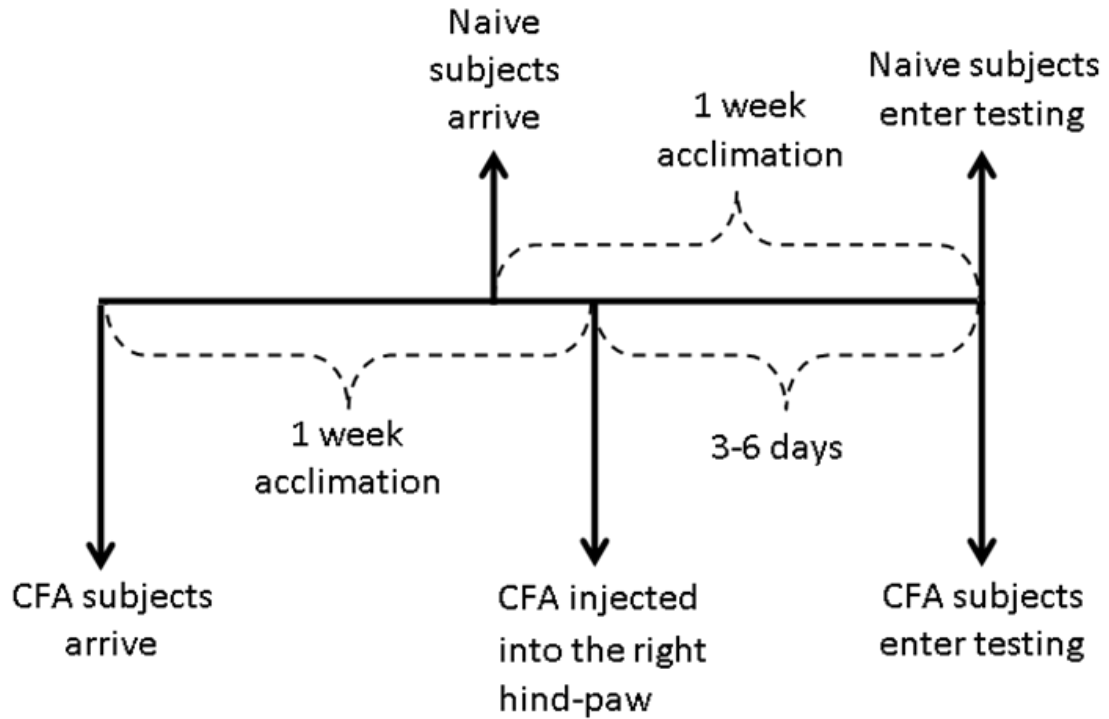 Naive
subjects
arrive
1 week
acclimation
Naive subjects
enter testing
1 week
acclimation
3-6 days
CFA subjects
arrive
CFA injected
into the right
hind-paw
CFA subjects
enter testing